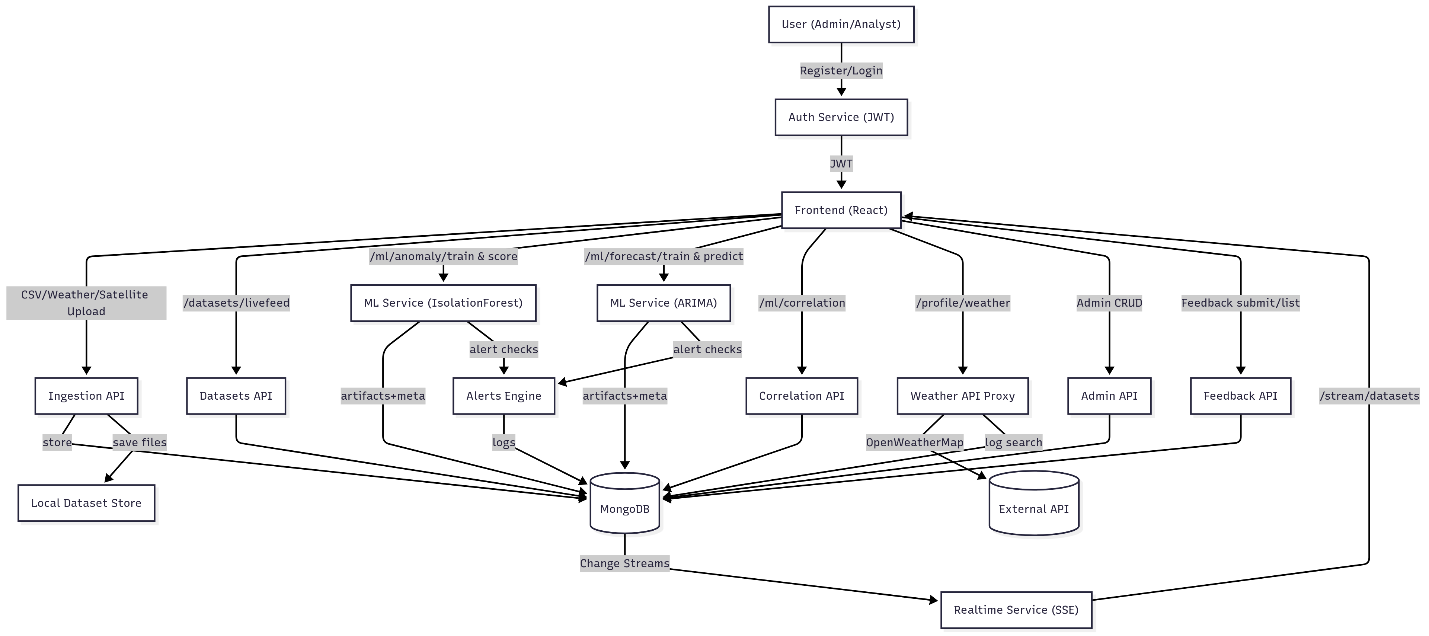 User (Admin/Analyst)
Register/Login
Auth Service (JWT)
JWT
Frontend (React)
/ml/anomaly/train & score
/ml/forecast/train & predict
CSV/Weather/Satellite
Upload
/datasets/livefeed
ML Service (IsolationForest)
ML Service (ARIMA)
/ml/correlation
/profile/weather
Admin CRUD
Feedback submit/list
alert checks
alert checks
Ingestion API
Datasets API
artifacts+meta
Alerts Engine
artifacts+meta
Correlation API
Weather API Proxy
Admin API
Feedback API
/stream/datasets
store
save files
logs
OpenWeatherMap
log search
Local Dataset Store
MongoDB
External API
Change Streams
Realtime Service (SSE)